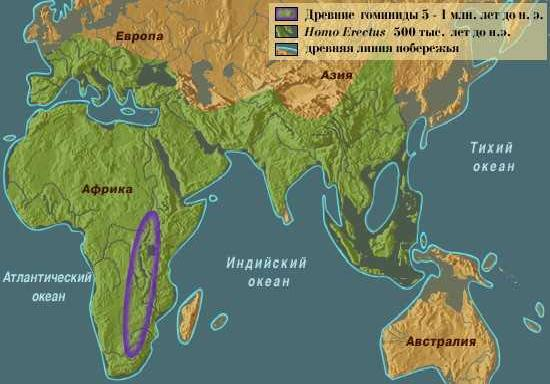 Древние гоминиды 5 - 1 млн. лет до н. э.
Homo Erectus 500 тыс. лет до н.э.
древняя линия побережья
Европа
Азия
Тихий
океан
Африка
Индийский
океан
Атлантический
океан
Австралия